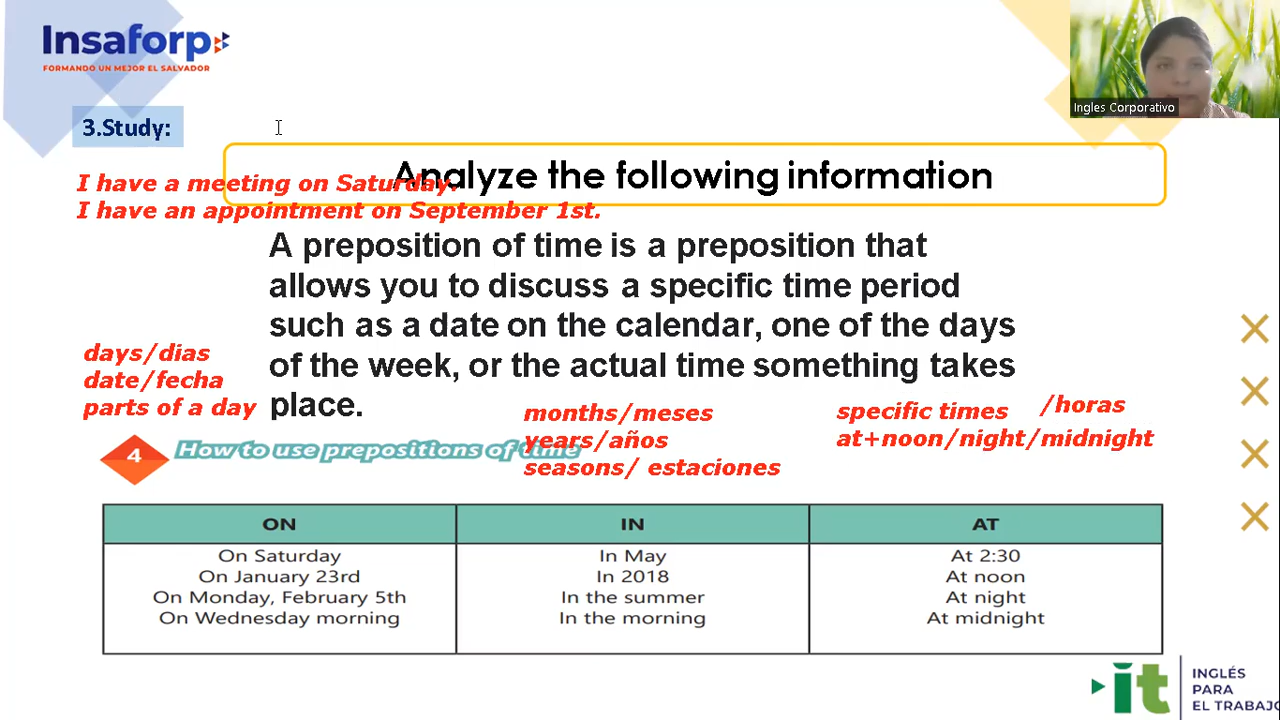 Insaforp
FORMANDO UN MEJOR EL SALVADOR
Ingles Corporativo
3.Study:
Analyze the following information
I have a meeting on Saturday.
I have an appointment on September 1st.
A preposition of time is a preposition that
allows you to discuss a specific time period
such as a date on the calendar, one of the days
of the week, or the actual time something takes
place.
days/dias
date/fecha
parts of a day
months/meses
years/años
seasons/ estaciones
specific times /horas
at+noon/night/midnight
4 How to use prepositions of time
ON IN AT
On Saturday In May At 2:30
On January 23rd In 2018 At noon
On Monday, February 5th In the summer At night
On Wednesday morning In the morning At midnight
it
INGLÉS
PARA
EL TRABAJO